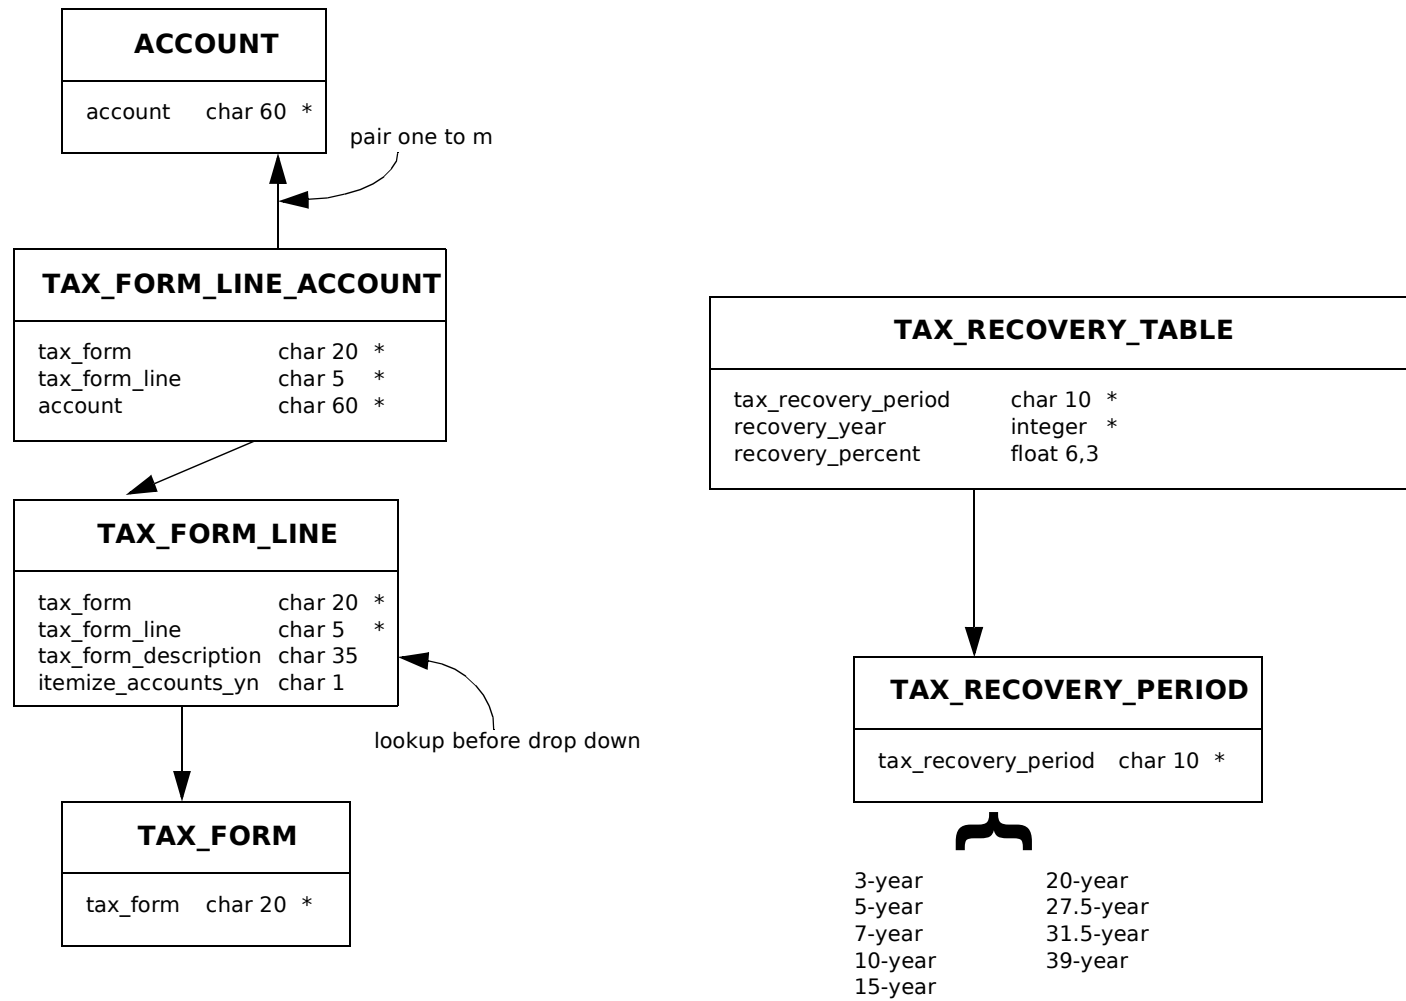 ACCOUNT
account char 60 *
pair one to m
TAX_FORM_LINE_ACCOUNT
tax_form char 20 *
tax_form_line char 5 *
account char 60 *
TAX_FORM_LINE
tax_form char 20 *
tax_form_line char 5 *
tax_form_description char 35
itemize_accounts_yn char 1
lookup before drop down
TAX_FORM
tax_form char 20 *
TAX_RECOVERY_TABLE
tax_recovery_period char 10 *
recovery_year integer *
recovery_percent float 6,3
TAX_RECOVERY_PERIOD
tax_recovery_period char 10 *
3-year
5-year
7-year
10-year
15-year
20-year
27.5-year
31.5-year
39-year